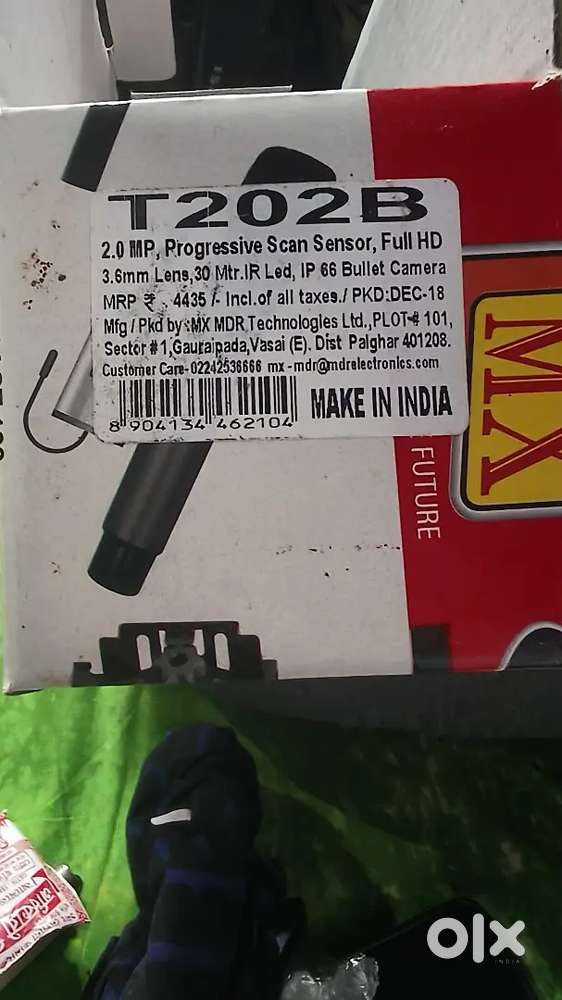 T202B
2.0 MP, Progressive Scan Sensor, Full HD
3.6mm Lens,30 Mtr.IR Led, IP 66 Bullet Camera
MRP ₹ . 4435 /- Incl.of all taxes./ PKD:DEC-18
Mfg / Pkd by :MX MDR Technologies Ltd.,PLOT # 101,
Sector #1,Gauraipada,Vasai (E). Dist Palghar 401208.
Customer Care-02242536666 mx-mdr@mdrelectronics.com
8 904134 462104
MAKE IN INDIA
MX
FUTURE
olx
INDIA